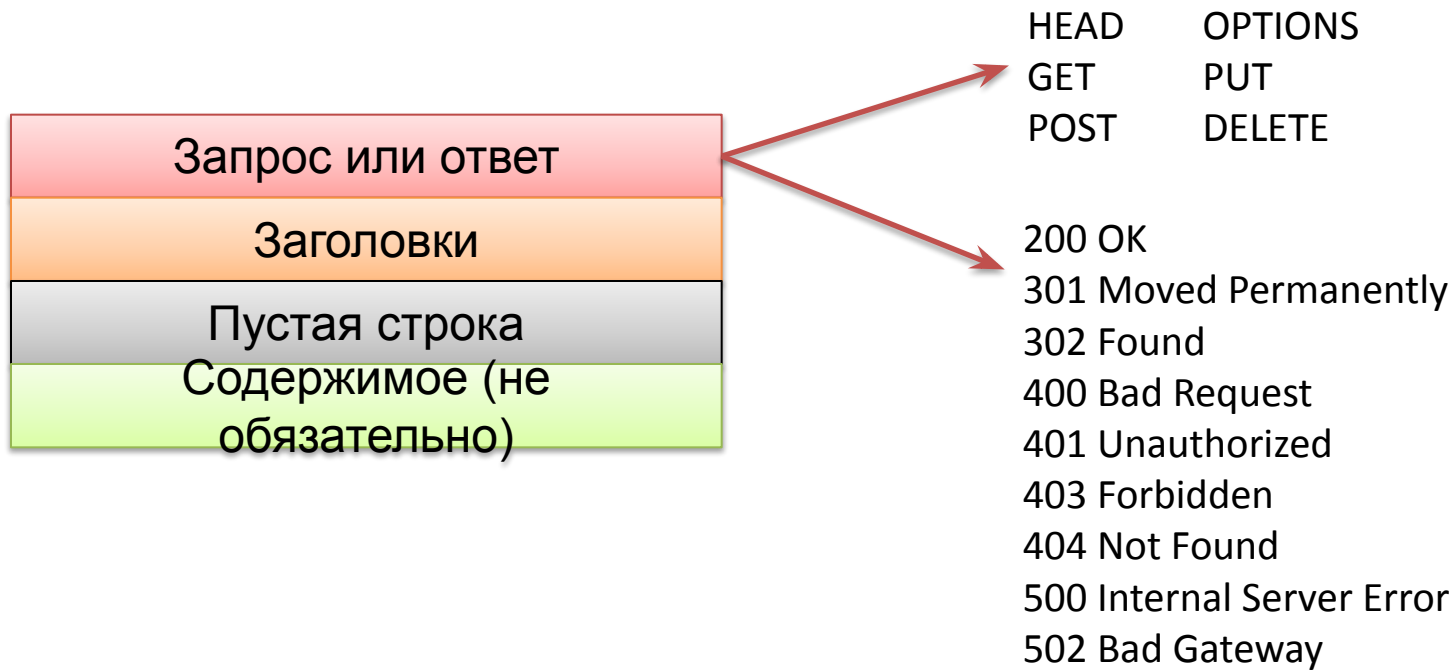 HEAD OPTIONS
GET PUT
POST DELETE
Запрос или ответ
Заголовки
Пустая строка
Содержимое (не
обязательно)
200 OK
301 Moved Permanently
302 Found
400 Bad Request
401 Unauthorized
403 Forbidden
404 Not Found
500 Internal Server Error
502 Bad Gateway